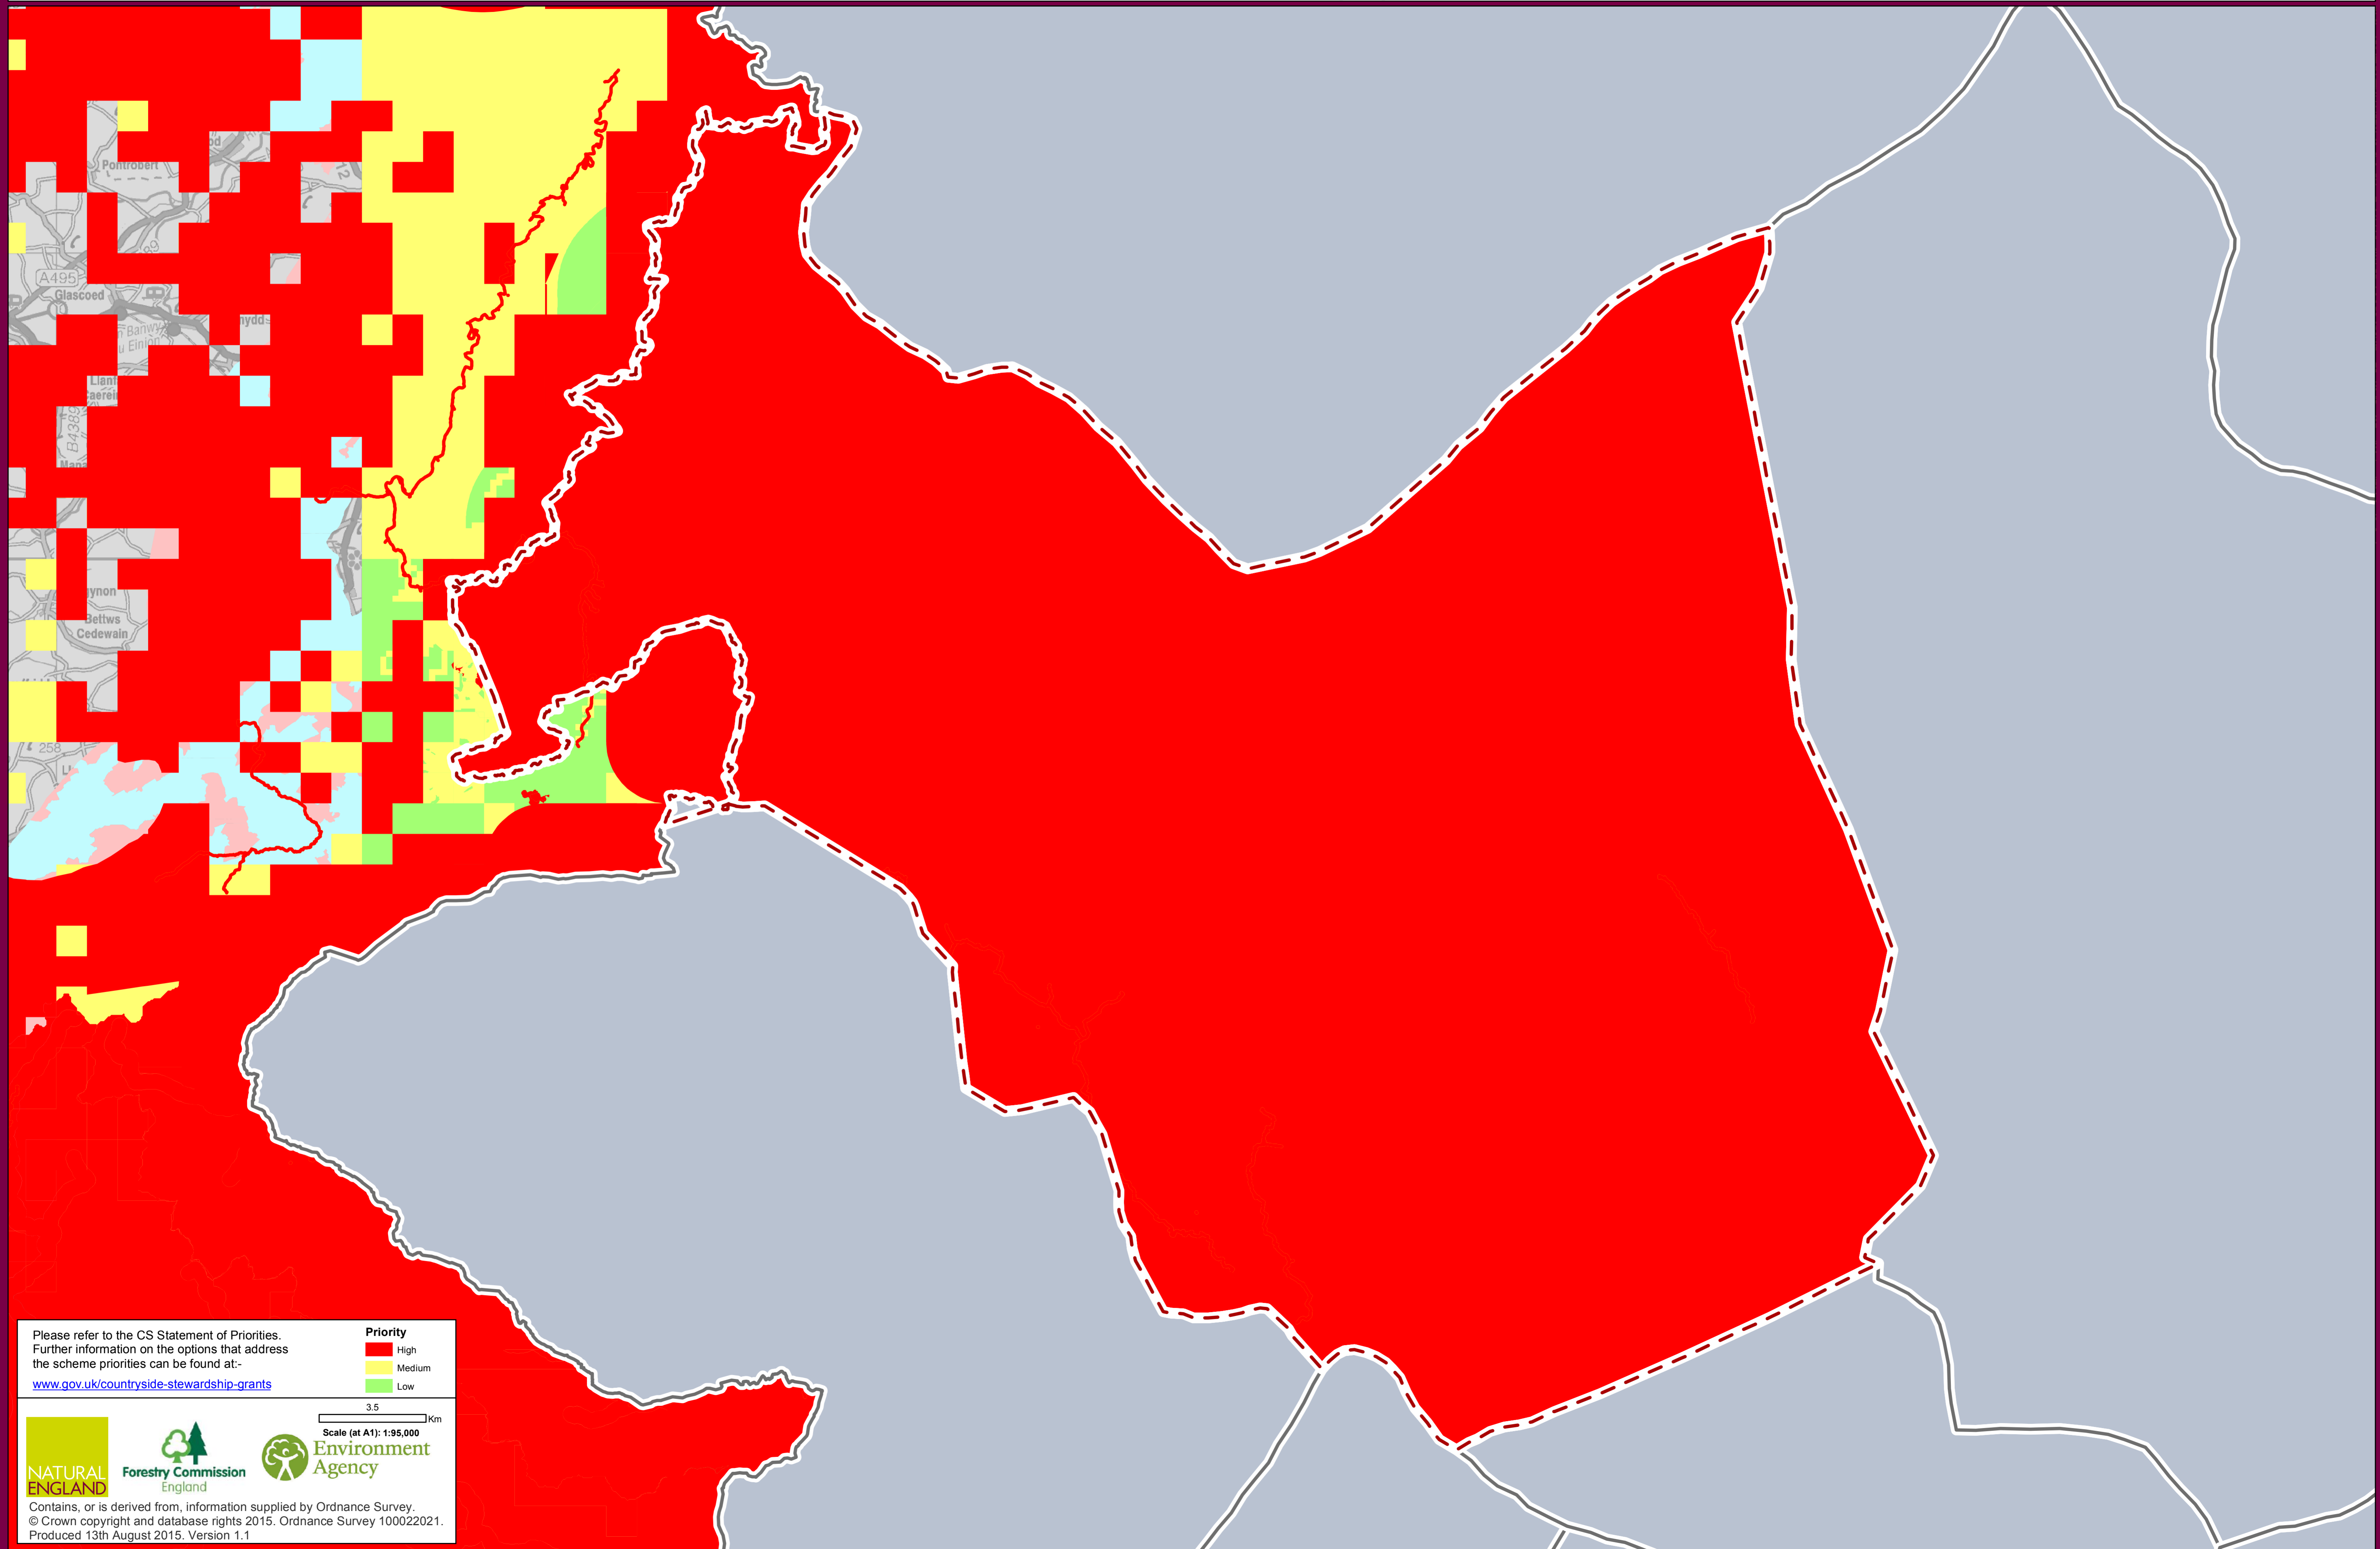 Pontrobert
12
89
A495
Glascoed
B4389
Bettws
Cedewain
258
Please refer to the CS Statement of Priorities.
Further information on the options that address
the scheme priorities can be found at:-
www.gov.uk/countryside-stewardship-grants
Priority
High
Medium
Low
3.5
Km
Scale (at A1): 1:95,000
NATURAL
ENGLAND
Forestry Commission
England
Environment
Agency
Contains, or is derived from, information supplied by Ordnance Survey.
© Crown copyright and database rights 2015. Ordnance Survey 100022021.
Produced 13th August 2015. Version 1.1